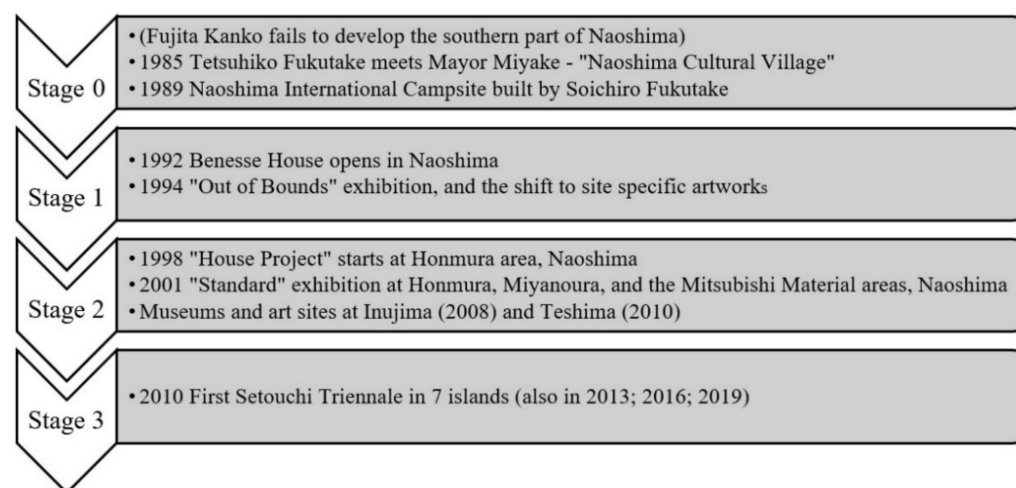 Stage 0
• (Fujita Kanko fails to develop the southern part of Naoshima)
• 1985 Tetsuhiko Fukutake meets Mayor Miyake - "Naoshima Cultural Village"
• 1989 Naoshima International Campsite built by Soichiro Fukutake
Stage 1
• 1992 Benesse House opens in Naoshima
• 1994 "Out of Bounds" exhibition, and the shift to site specific artworks
Stage 2
• 1998 "House Project" starts at Honmura area, Naoshima
• 2001 "Standard" exhibition at Honmura, Miyanoura, and the Mitsubishi Material areas, Naoshima
• Museums and art sites at Inujima (2008) and Teshima (2010)
Stage 3
• 2010 First Setouchi Triennale in 7 islands (also in 2013; 2016; 2019)